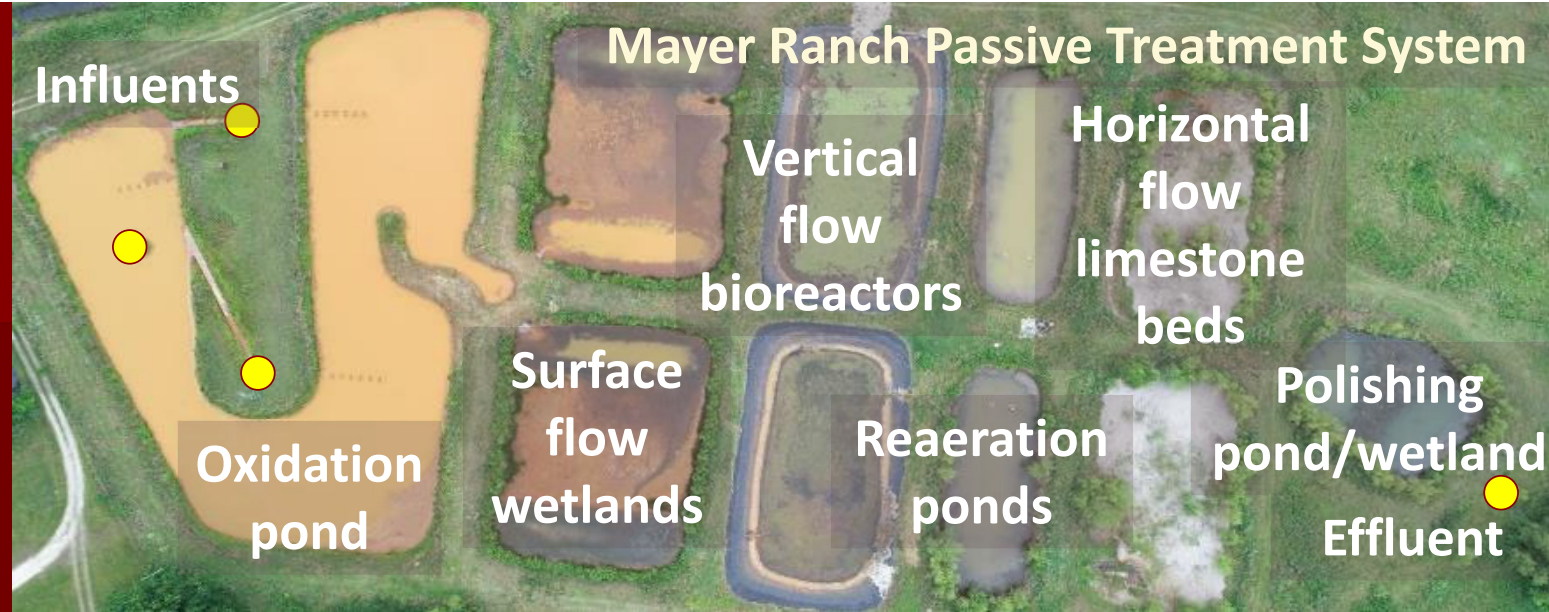 Mayer Ranch Passive Treatment System
Influents
Oxidation
pond
Surface
flow
wetlands
Vertical
flow
bioreactors
Reaeration
ponds
Horizontal
flow
limestone
beds
Polishing
pond/wetland
Effluent